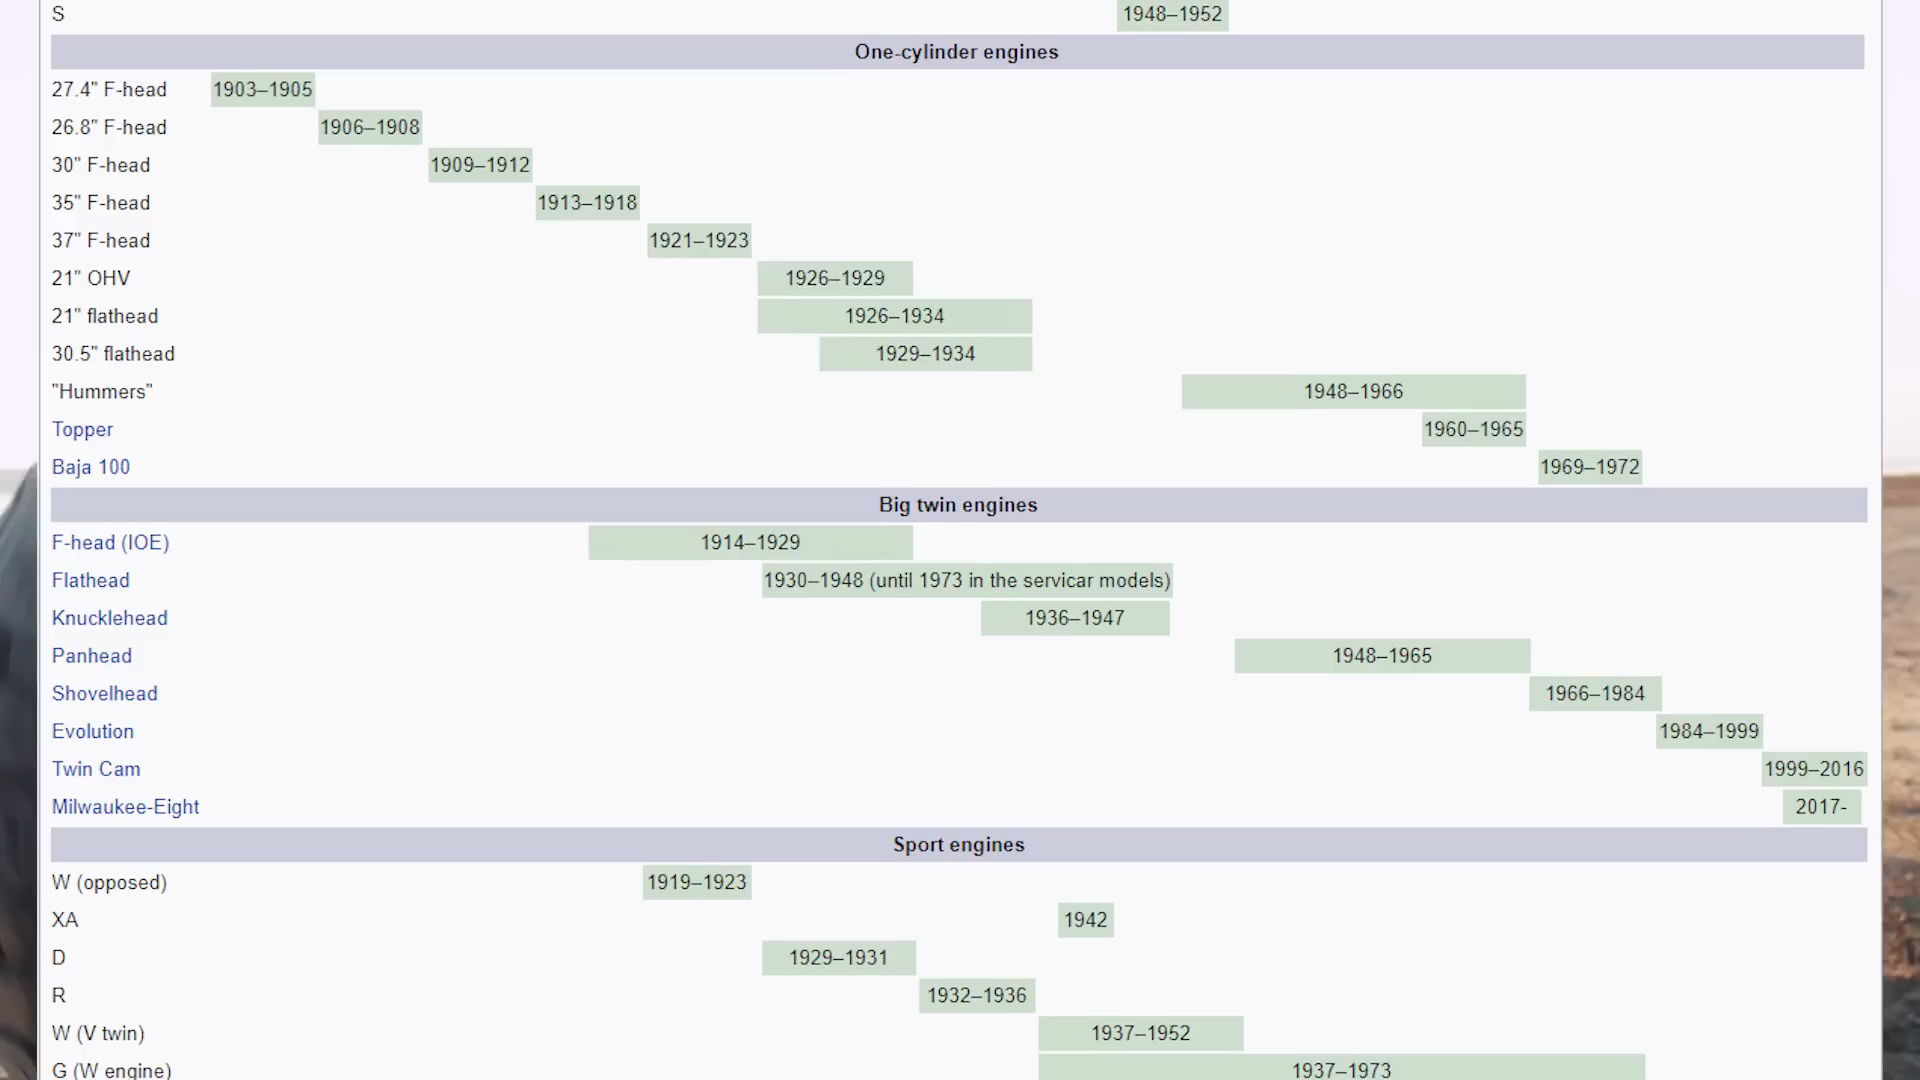 S 1948–1952
One-cylinder engines
27.4" F-head 1903–1905
26.8" F-head 1906–1908
30" F-head 1909–1912
35" F-head 1913–1918
37" F-head 1921–1923
21" OHV 1926–1929
21" flathead 1926–1934
30.5" flathead 1929–1934
"Hummers" 1948–1966
Topper 1960–1965
Baja 100 1969–1972
Big twin engines
F-head (IOE) 1914–1929
Flathead 1930–1948 (until 1973 in the servicar models)
Knucklehead 1936–1947
Panhead 1948–1965
Shovelhead 1966–1984
Evolution 1984–1999
Twin Cam 1999–2016
Milwaukee-Eight 2017-
Sport engines
W (opposed) 1919–1923
XA 1942
D 1929–1931
R 1932–1936
W (V twin) 1937–1952
G (W engine) 1937–1973